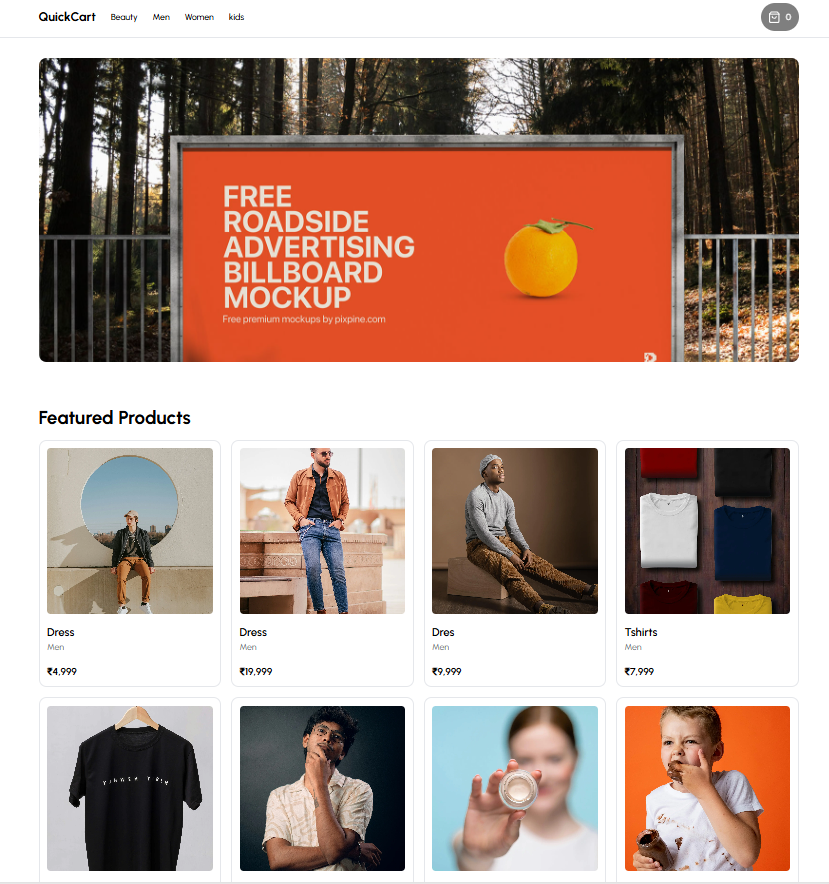 QuickCart Beauty Men Women kids 0
FREE
ROADSIDE
ADVERTISING
BILLBOARD
MOCKUP
Free premium mockups by pixpine.com
Featured Products
Dress Dress Dres Tshirts
Men Men Men Men
₹4,999 ₹19,999 ₹9,999 ₹7,999